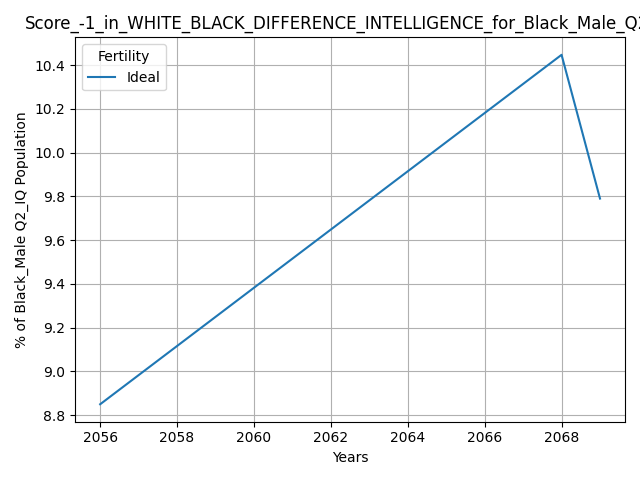 Score_-1_in_WHITE_BLACK_DIFFERENCE_INTELLIGENCE_for_Black_Male_Q2
Fertility
Ideal
% of Black_Male Q2_IQ Population
10.4
10.2
10.0
9.8
9.6
9.4
9.2
9.0
8.8
2056 2058 2060 2062 2064 2066 2068
Years